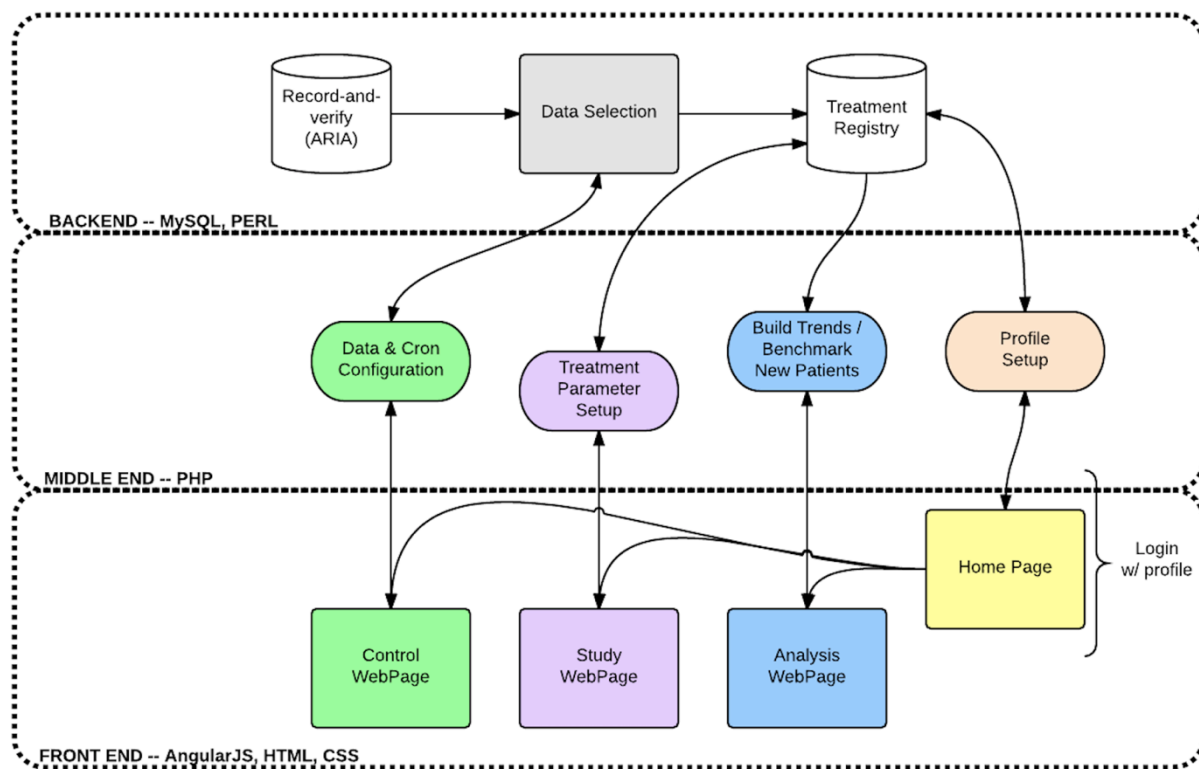 Record-and-
verify
(ARIA)
Data Selection
Treatment
Registry
BACKEND -- MySQL, PERL
Data & Cron
Configuration
Treatment
Parameter
Setup
Build Trends /
Benchmark
New Patients
Profile
Setup
MIDDLE END -- PHP
Home Page
Login
w/ profile
Control
WebPage
Study
WebPage
Analysis
WebPage
FRONT END -- AngularJS, HTML, CSS